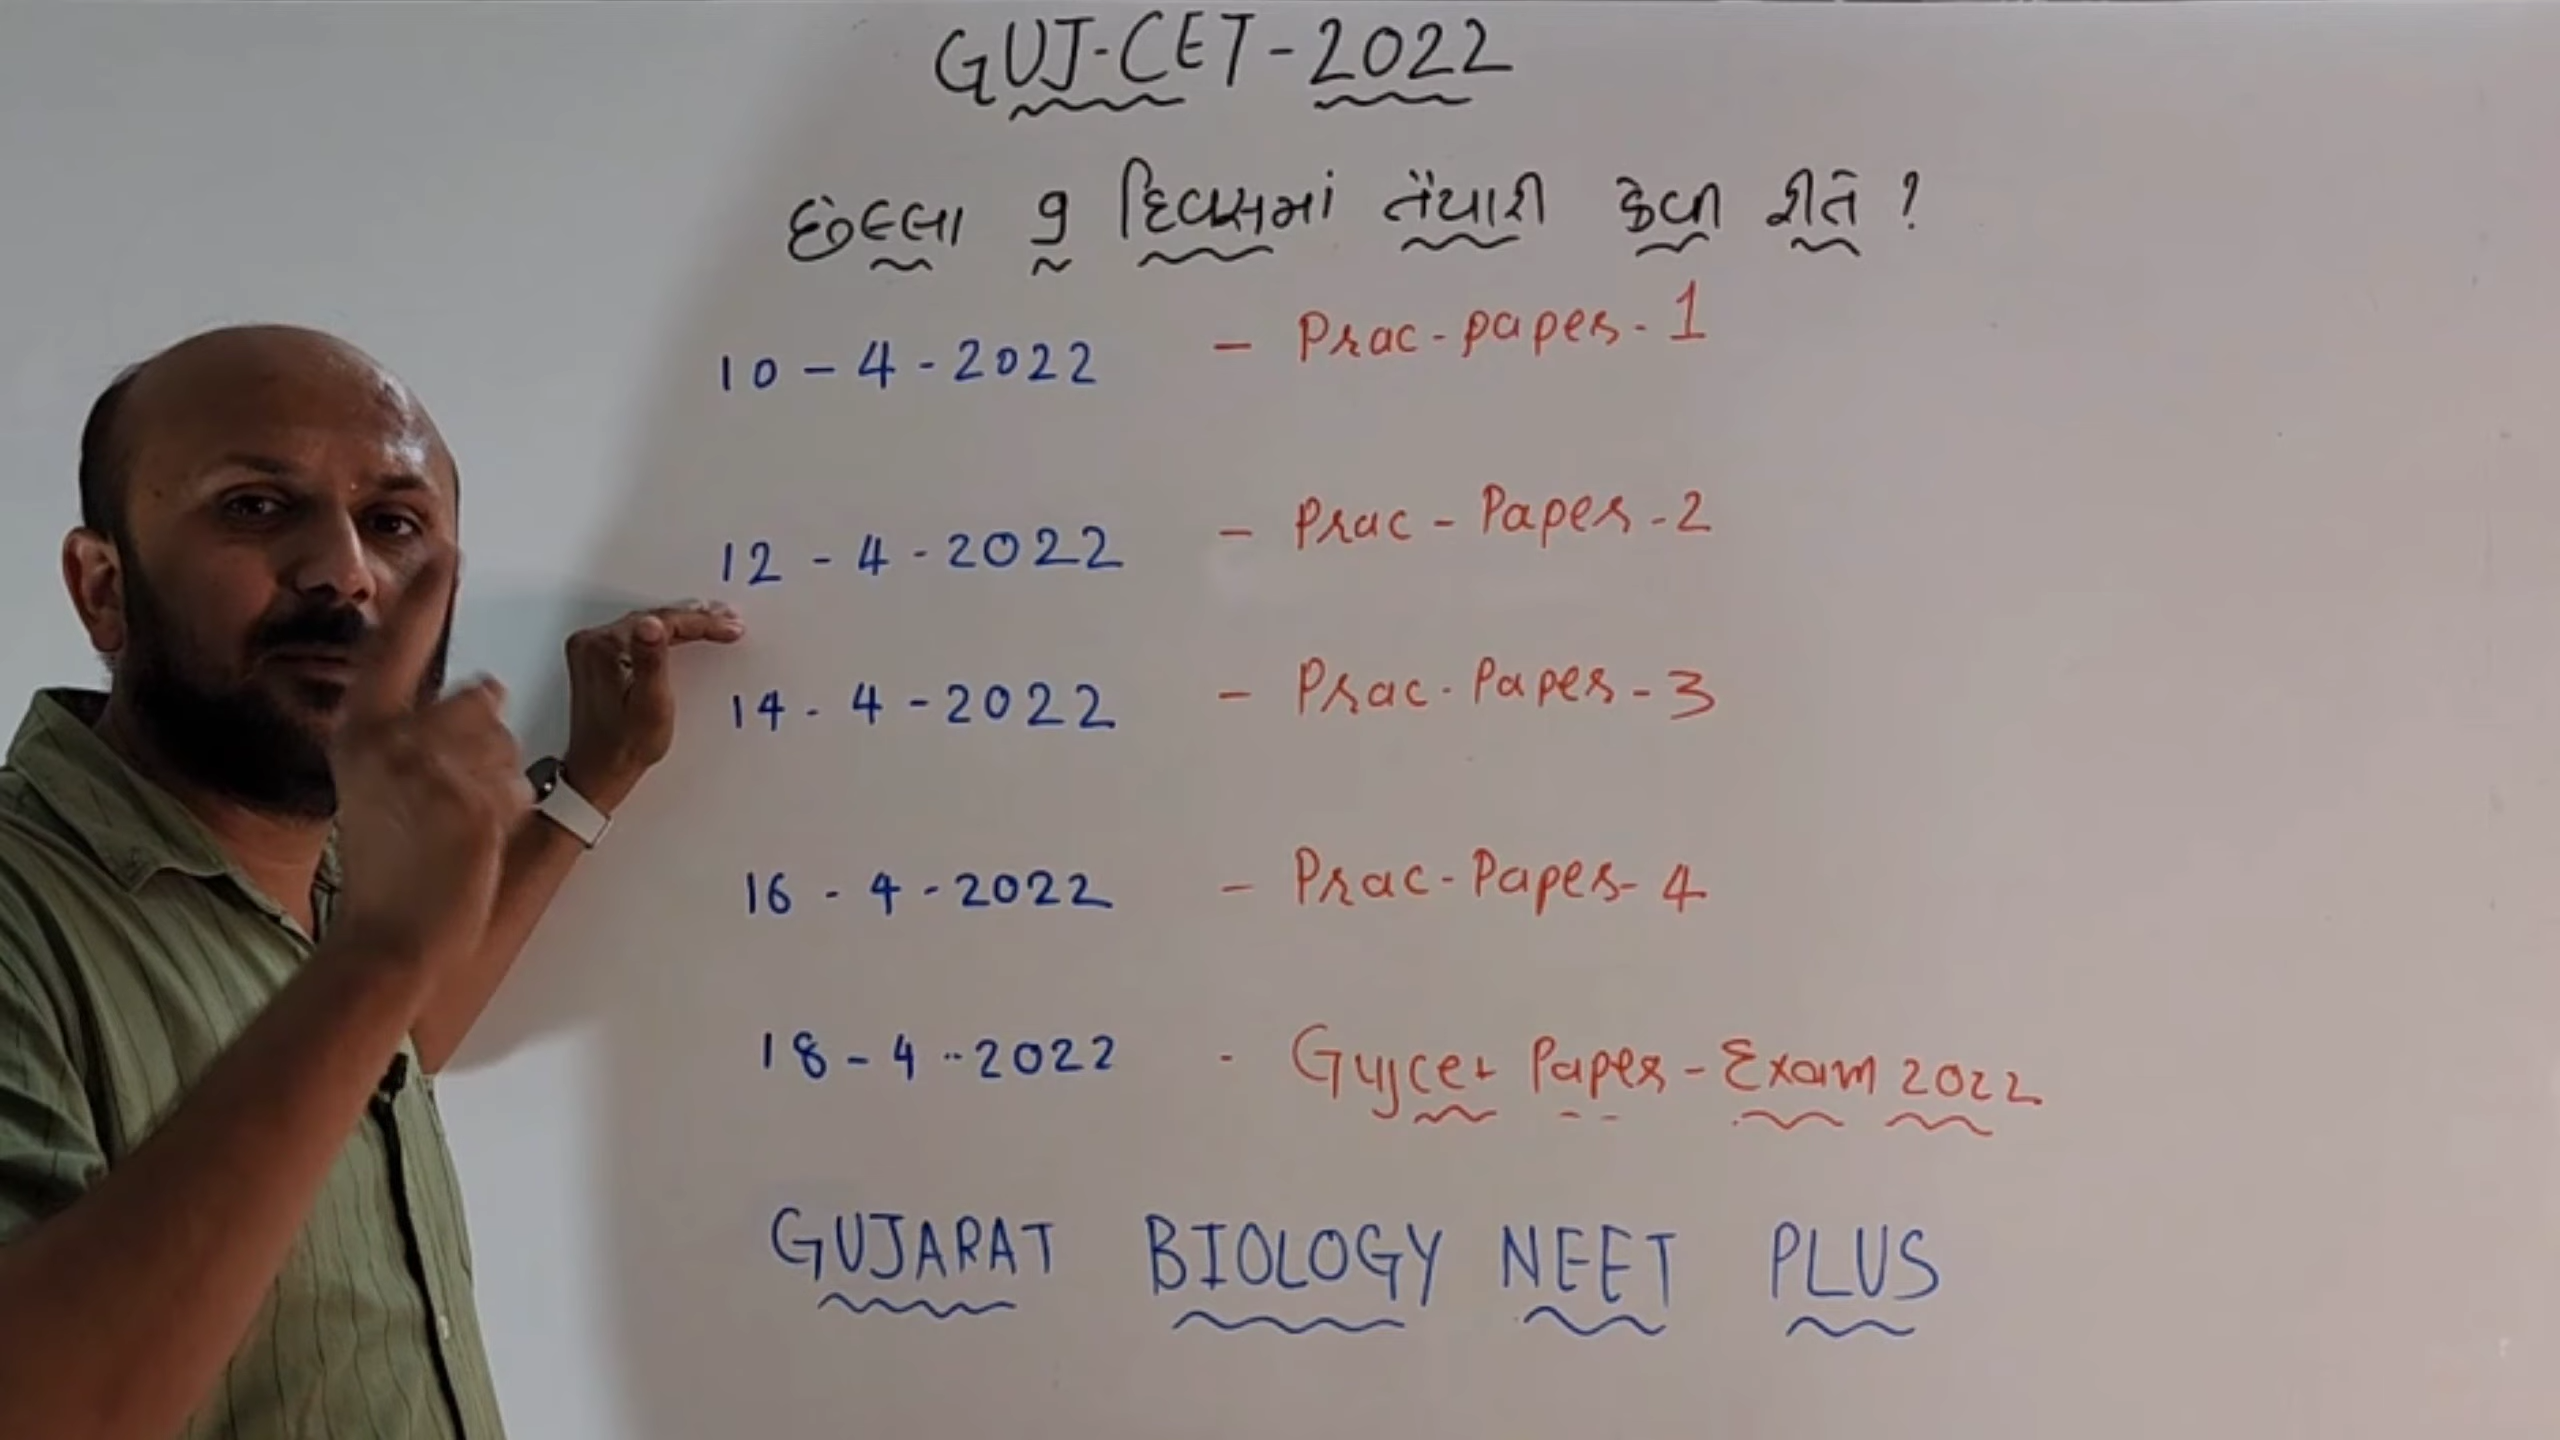 GUJ-CET-2022
છેલ્લા 9 દિવસમાં તૈયારી કેવી રીતે ?
10-4-2022 - Prac-paper-1
12-4-2022 - Prac-Paper-2
14-4-2022 - Prac-Paper-3
16-4-2022 - Prac-Paper-4
18-4-2022 - Gujcet Paper-Exam 2022
GUJARAT BIOLOGY NEET PLUS